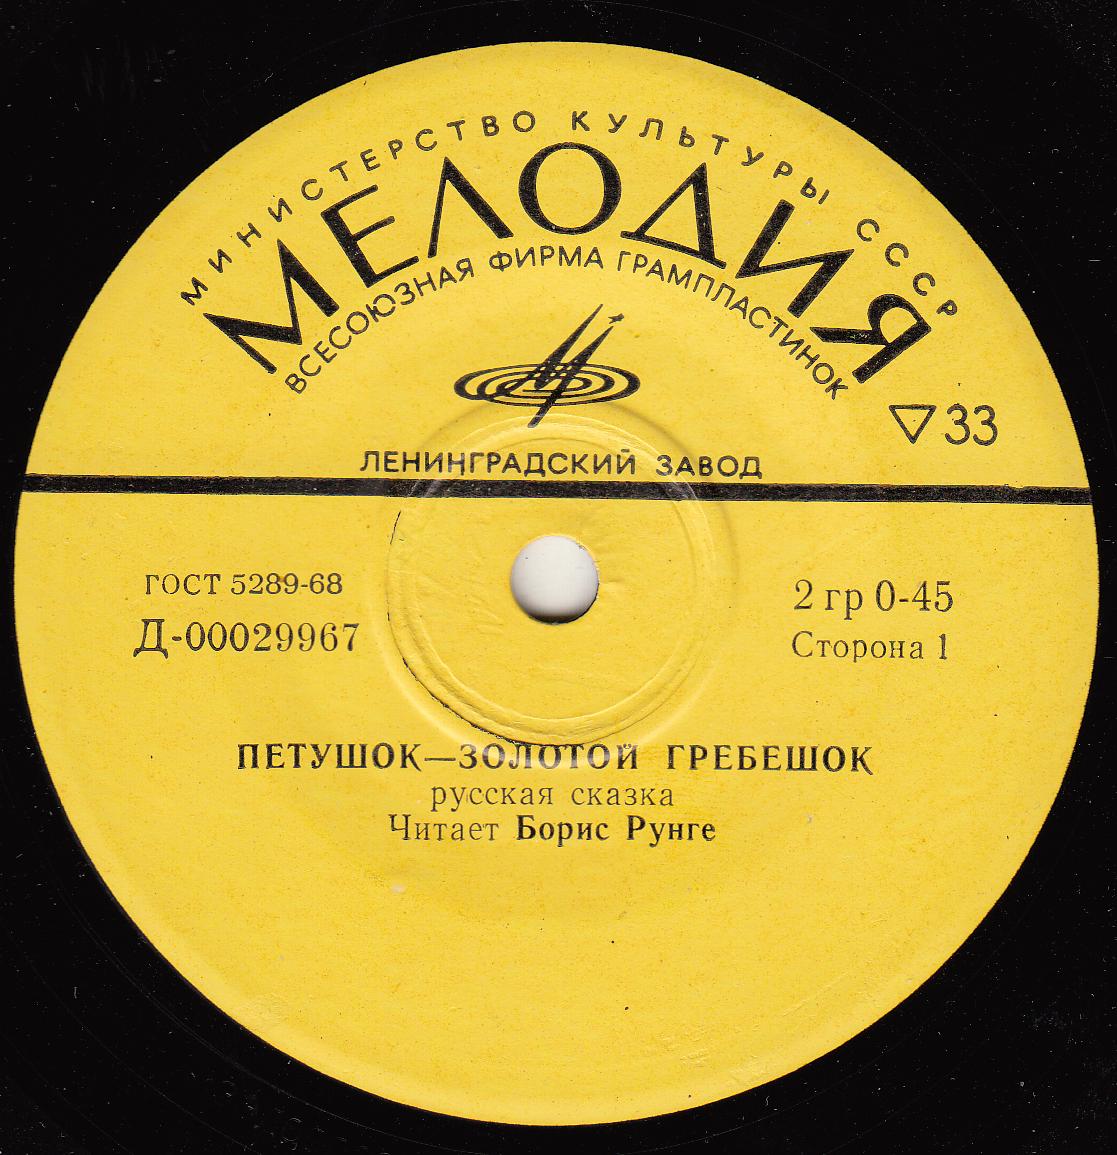 МИНИСТЕРСТВО КУЛЬТУРЫ СССР
МЕЛОДИЯ
ВСЕСОЮЗНАЯ ФИРМА ГРАМПЛАСТИНОК
33
ЛЕНИНГРАДСКИЙ ЗАВОД
ГОСТ 5289-68
Д-00029967
2 гр 0-45
Сторона 1
ПЕТУШОК—ЗОЛОТОЙ ГРЕБЕШОК
русская сказка
Читает Борис Рунге